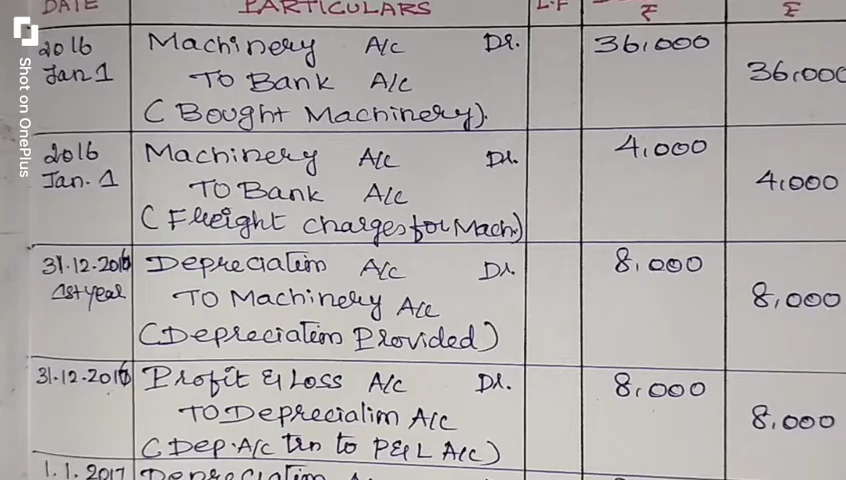 DATE PARTICULARS L.F ₹ ₹
2016 Machinery A/c Dr. 36,000
Jan 1 To Bank A/c 36,000
( Bought Machinery).
2016 Machinery A/c Dr. 4,000
Jan. 1 To Bank A/c 4,000
( Freight charges for Mach.)
31.12.2016 Depreciation A/c Dr. 8,000
1st year To Machinery A/c 8,000
(Depreciation Provided)
31.12.2016 Profit & Loss A/c Dr. 8,000
To Depreciation A/c 8,000
( Dep. A/c trn to P&L A/c)
1.1.2017 Depreciation
Shot on OnePlus